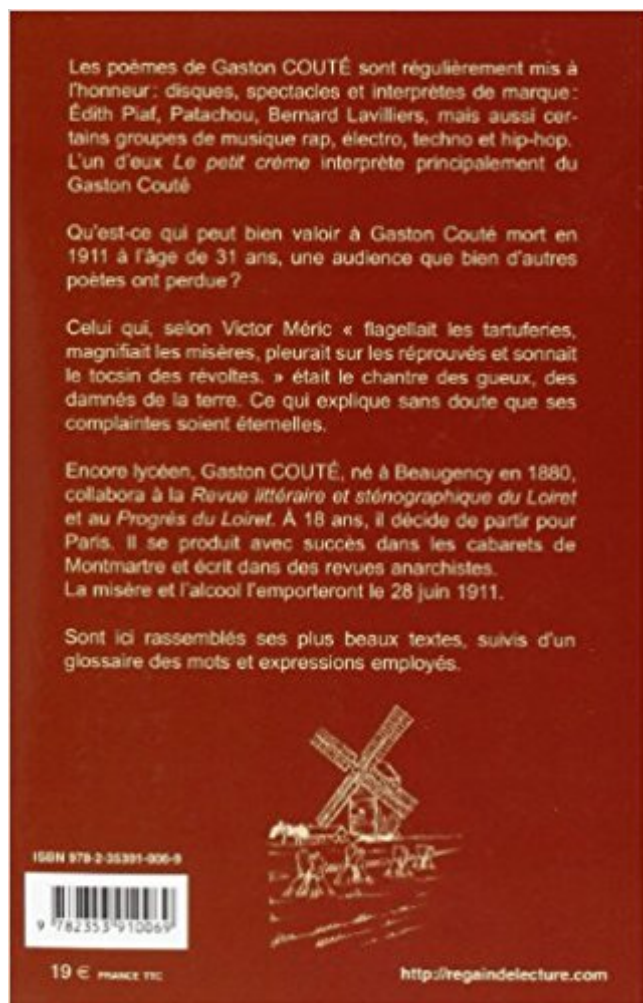 Les poèmes de Gaston COUTÉ sont régulièrement mis à
l'honneur : disques, spectacles et interprètes de marque :
Édith Piaf, Patachou, Bernard Lavilliers, mais aussi cer-
tains groupes de musique rap, électro, techno et hip-hop.
L'un d'eux Le petit crème interprète principalement du
Gaston Couté
Qu'est-ce qui peut bien valoir à Gaston Couté mort en
1911 à l'âge de 31 ans, une audience que bien d'autres
poètes ont perdue ?
Celui qui, selon Victor Méric « flagellait les tartuferies,
magnifiait les misères, pleurait sur les réprouvés et sonnait
le tocsin des révoltes. » était le chantre des gueux, des
damnés de la terre. Ce qui explique sans doute que ses
complaintes soient éternelles.
Encore lycéen, Gaston COUTÉ, né à Beaugency en 1880,
collabora à la Revue littéraire et sténographique du Loiret
et au Progrès du Loiret. À 18 ans, il décide de partir pour
Paris. Il se produit avec succès dans les cabarets de
Montmartre et écrit dans des revues anarchistes.
La misère et l'alcool l'emporteront le 28 juin 1911.
Sont ici rassemblés ses plus beaux textes, suivis d'un
glossaire des mots et expressions employés.
ISBN 978-2-35391-006-9
9 782353 910069
19 € FRANCE TTC
http://regaindelecture.com